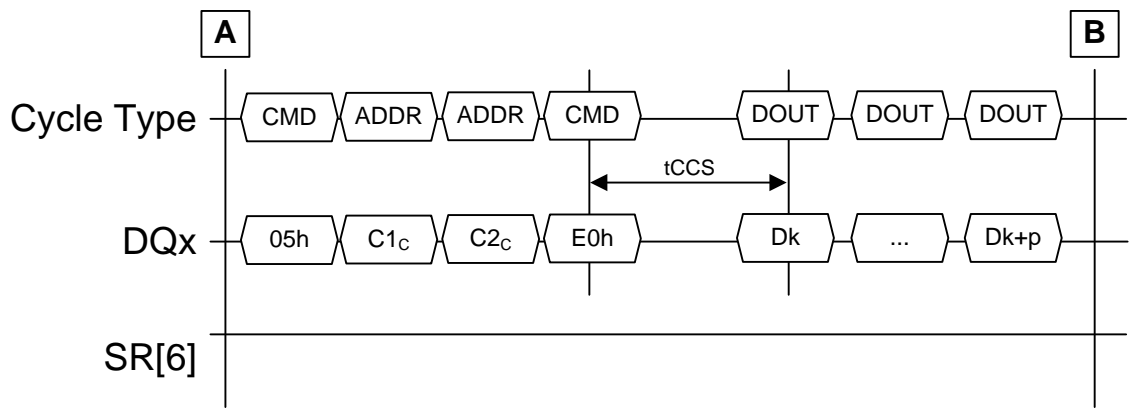 A B
Cycle Type CMD ADDR ADDR CMD DOUT DOUT DOUT
tCCS
DQx 05h C1C C2C E0h Dk ... Dk+p
SR[6]